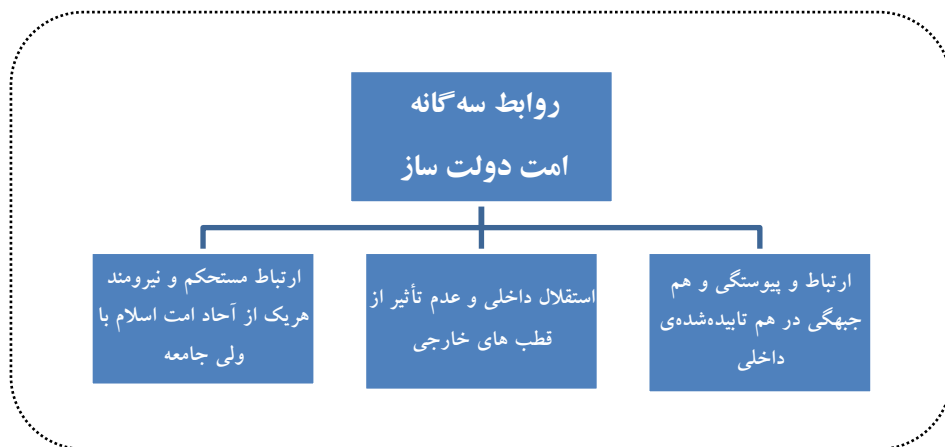 روابط سه‌گانه
امت دولت ساز
ارتباط و پیوستگی و هم
جبهگی در هم تابیده‌شده‌ی
داخلی
استقلال داخلی و عدم تأثیر از
قطب های خارجی
ارتباط مستحکم و نیرومند
هریک از آحاد امت اسلام با
ولی جامعه